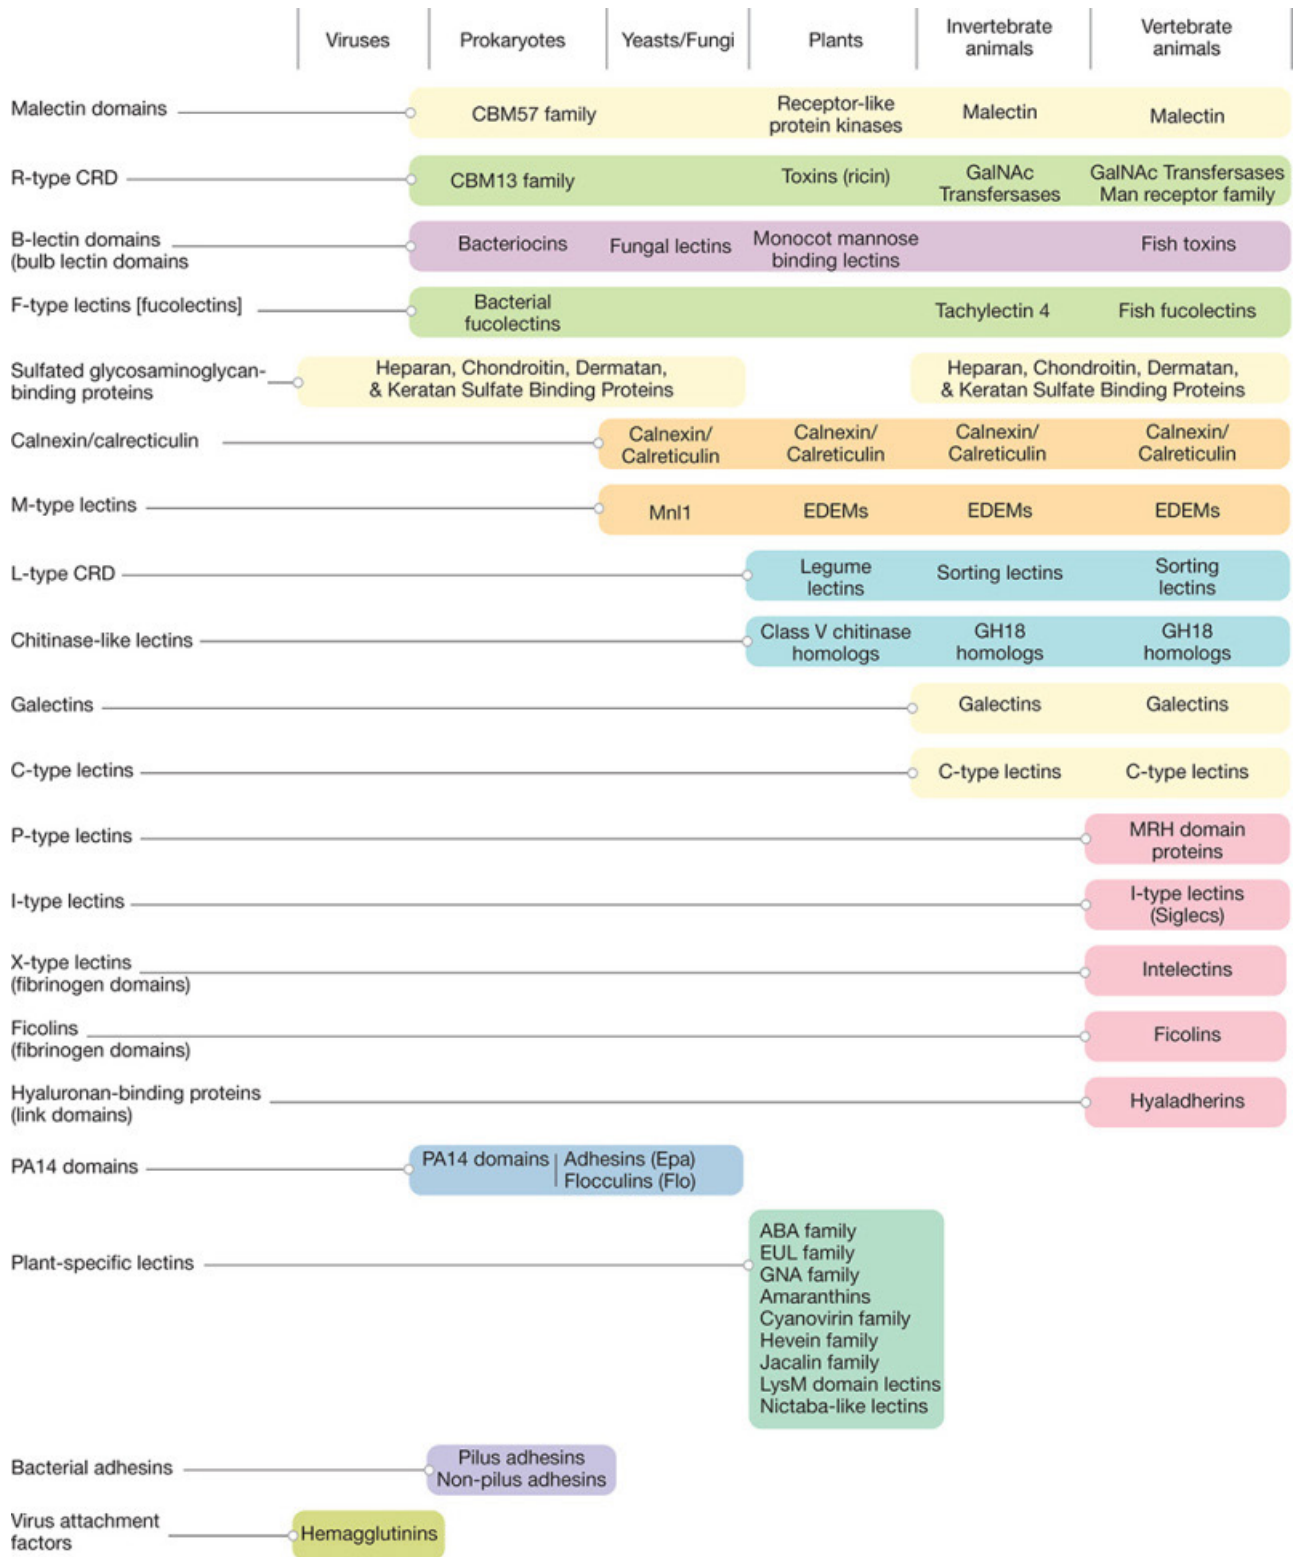 Viruses
Prokaryotes
Yeasts/Fungi
Plants
Invertebrate
animals
Vertebrate
animals
Malectin domains
CBM57 family
Receptor-like
protein kinases
Malectin
Malectin
R-type CRD
CBM13 family
Toxins (ricin)
GalNAc
Transfersases
GalNAc Transfersases
Man receptor family
B-lectin domains
(bulb lectin domains
Bacteriocins
Fungal lectins
Monocot mannose
binding lectins
Fish toxins
F-type lectins [fucolectins]
Bacterial
fucolectins
Tachylectin 4
Fish fucolectins
Sulfated glycosaminoglycan-
binding proteins
Heparan, Chondroitin, Dermatan,
& Keratan Sulfate Binding Proteins
Heparan, Chondroitin, Dermatan,
& Keratan Sulfate Binding Proteins
Calnexin/calrecticulin
Calnexin/
Calreticulin
Calnexin/
Calreticulin
Calnexin/
Calreticulin
Calnexin/
Calreticulin
M-type lectins
Mnl1
EDEMs
EDEMs
EDEMs
L-type CRD
Legume
lectins
Sorting lectins
Sorting
lectins
Chitinase-like lectins
Class V chitinase
homologs
GH18
homologs
GH18
homologs
Galectins
Galectins
Galectins
C-type lectins
C-type lectins
C-type lectins
P-type lectins
MRH domain
proteins
I-type lectins
I-type lectins
(Siglecs)
X-type lectins
(fibrinogen domains)
Intelectins
Ficolins
(fibrinogen domains)
Ficolins
Hyaluronan-binding proteins
(link domains)
Hyaladherins
PA14 domains
PA14 domains
Adhesins (Epa)
Flocculins (Flo)
Plant-specific lectins
ABA family
EUL family
GNA family
Amaranthins
Cyanovirin family
Hevein family
Jacalin family
LysM domain lectins
Nictaba-like lectins
Bacterial adhesins
Pilus adhesins
Non-pilus adhesins
Virus attachment
factors
Hemagglutinins